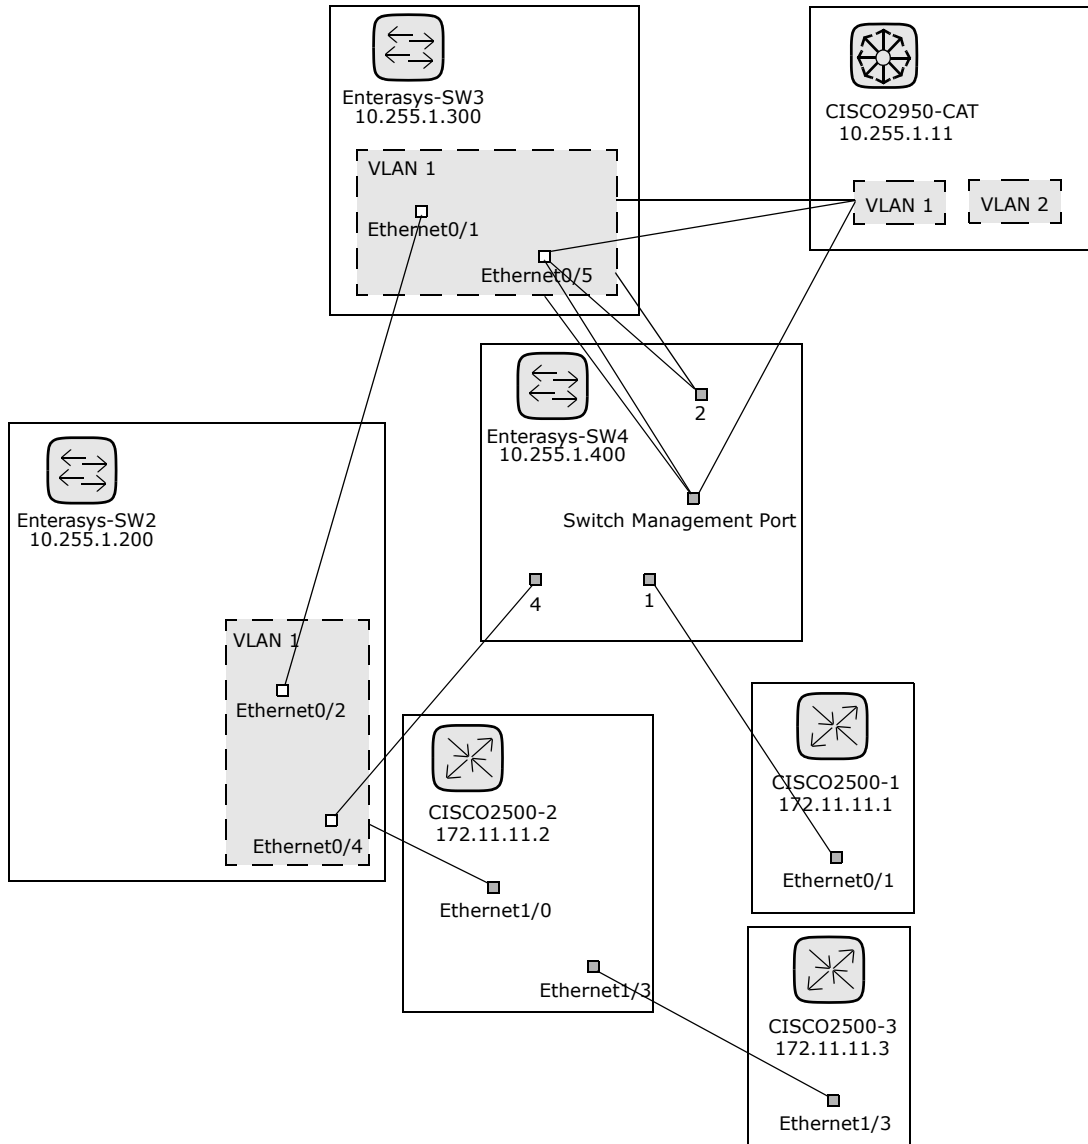 Enterasys-SW3
10.255.1.300
VLAN 1
Ethernet0/1
Ethernet0/5
CISCO2950-CAT
10.255.1.11
VLAN 1
VLAN 2
Enterasys-SW4
10.255.1.400
2
Switch Management Port
4
1
Enterasys-SW2
10.255.1.200
VLAN 1
Ethernet0/2
Ethernet0/4
CISCO2500-2
172.11.11.2
Ethernet1/0
Ethernet1/3
CISCO2500-1
172.11.11.1
Ethernet0/1
CISCO2500-3
172.11.11.3
Ethernet1/3